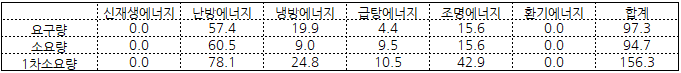 신재생에너지 난방에너지 냉방에너지 급탕에너지 조명에너지 환기에너지 합계
요구량 0.0 57.4 19.9 4.4 15.6 0.0 97.3
소요량 0.0 60.5 9.0 9.5 15.6 0.0 94.7
1차소요량 0.0 78.1 24.8 10.5 42.9 0.0 156.3